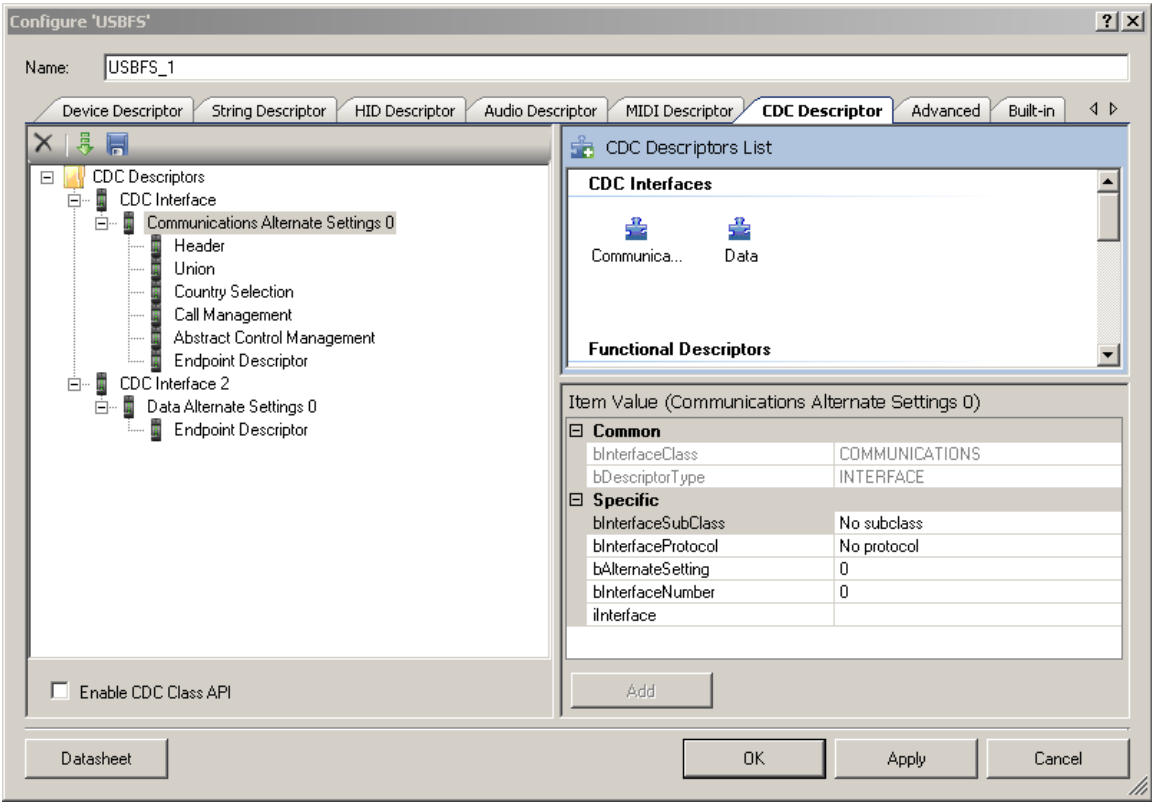 Configure 'USBFS'
Name: USBFS_1
Device Descriptor String Descriptor HID Descriptor Audio Descriptor MIDI Descriptor CDC Descriptor Advanced Built-in
CDC Descriptors
CDC Interface
Communications Alternate Settings 0
Header
Union
Country Selection
Call Management
Abstract Control Management
Endpoint Descriptor
CDC Interface 2
Data Alternate Settings 0
Endpoint Descriptor
Enable CDC Class API
CDC Descriptors List
CDC Interfaces
Communica... Data
Functional Descriptors
Item Value (Communications Alternate Settings 0)
Common
bInterfaceClass COMMUNICATIONS
bDescriptorType INTERFACE
Specific
bInterfaceSubClass No subclass
bInterfaceProtocol No protocol
bAlternateSetting 0
bInterfaceNumber 0
iInterface
Add
Datasheet OK Apply Cancel